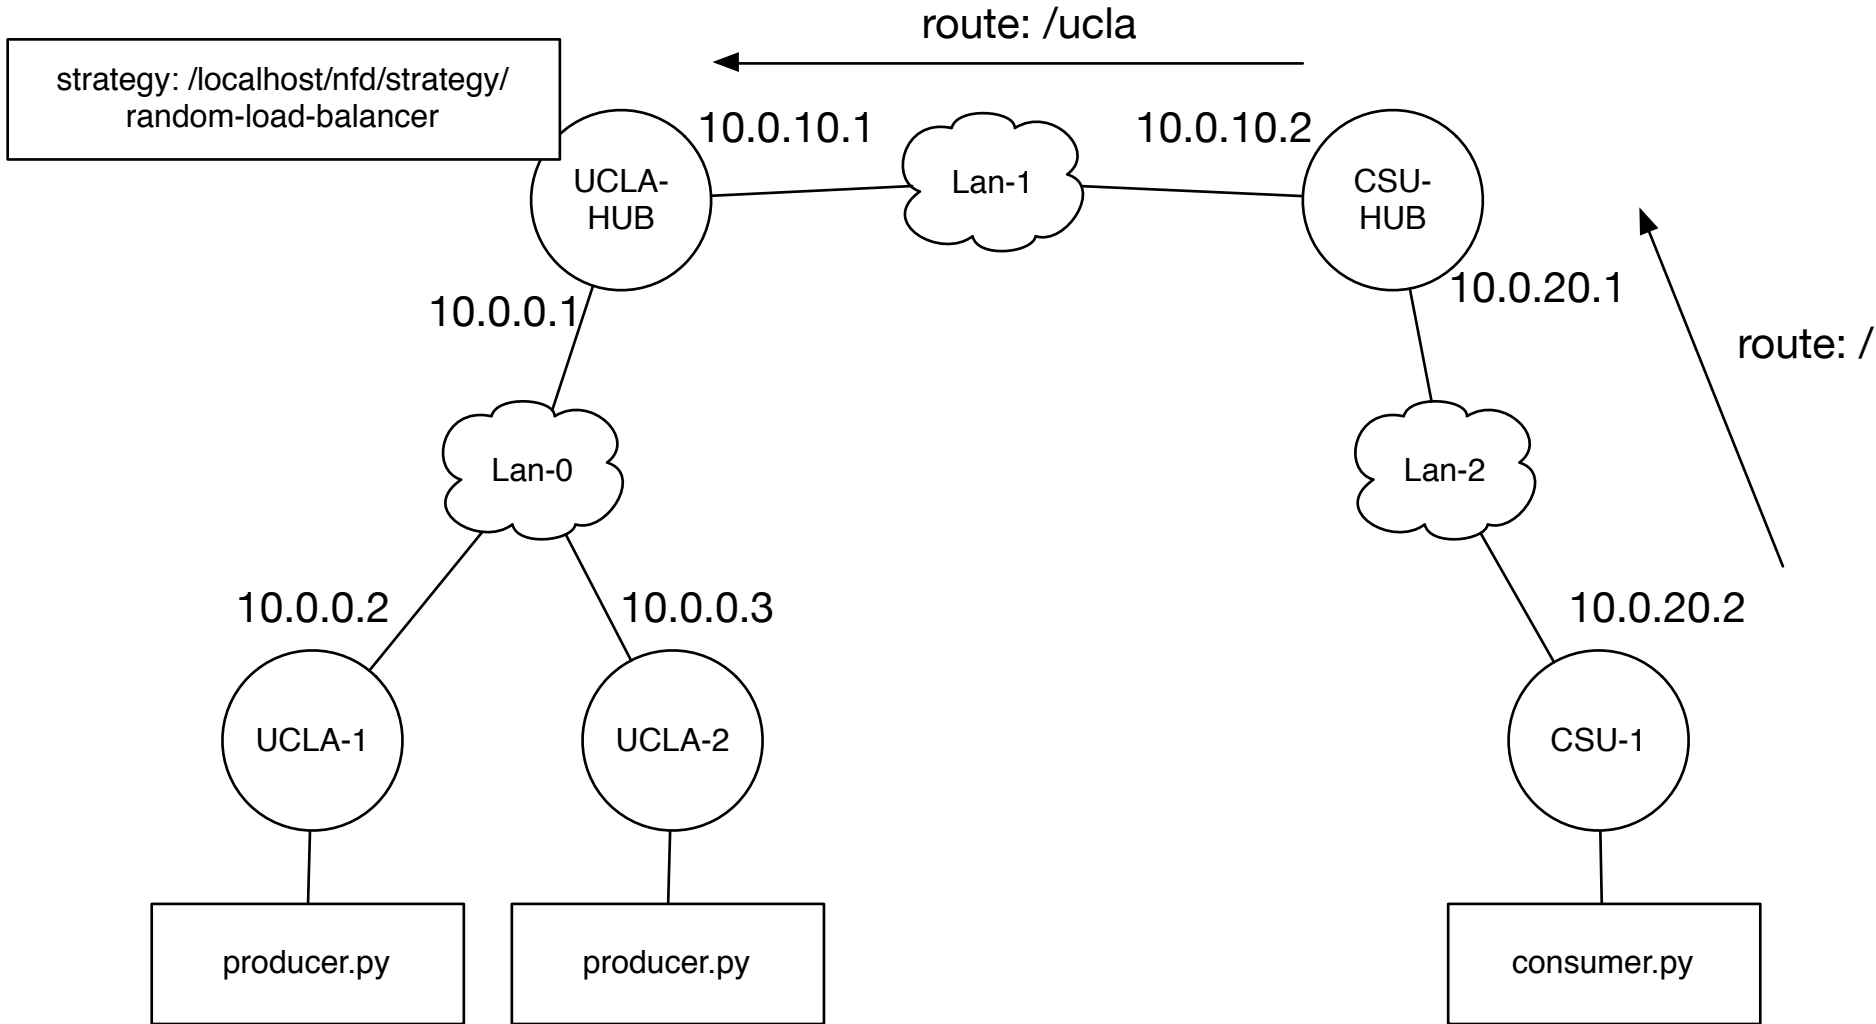 route: /ucla
strategy: /localhost/nfd/strategy/
random-load-balancer
10.0.10.1
10.0.10.2
UCLA-
HUB
Lan-1
CSU-
HUB
10.0.0.1
10.0.20.1
route: /
Lan-0
Lan-2
10.0.0.2
10.0.0.3
10.0.20.2
UCLA-1
UCLA-2
CSU-1
producer.py
producer.py
consumer.py